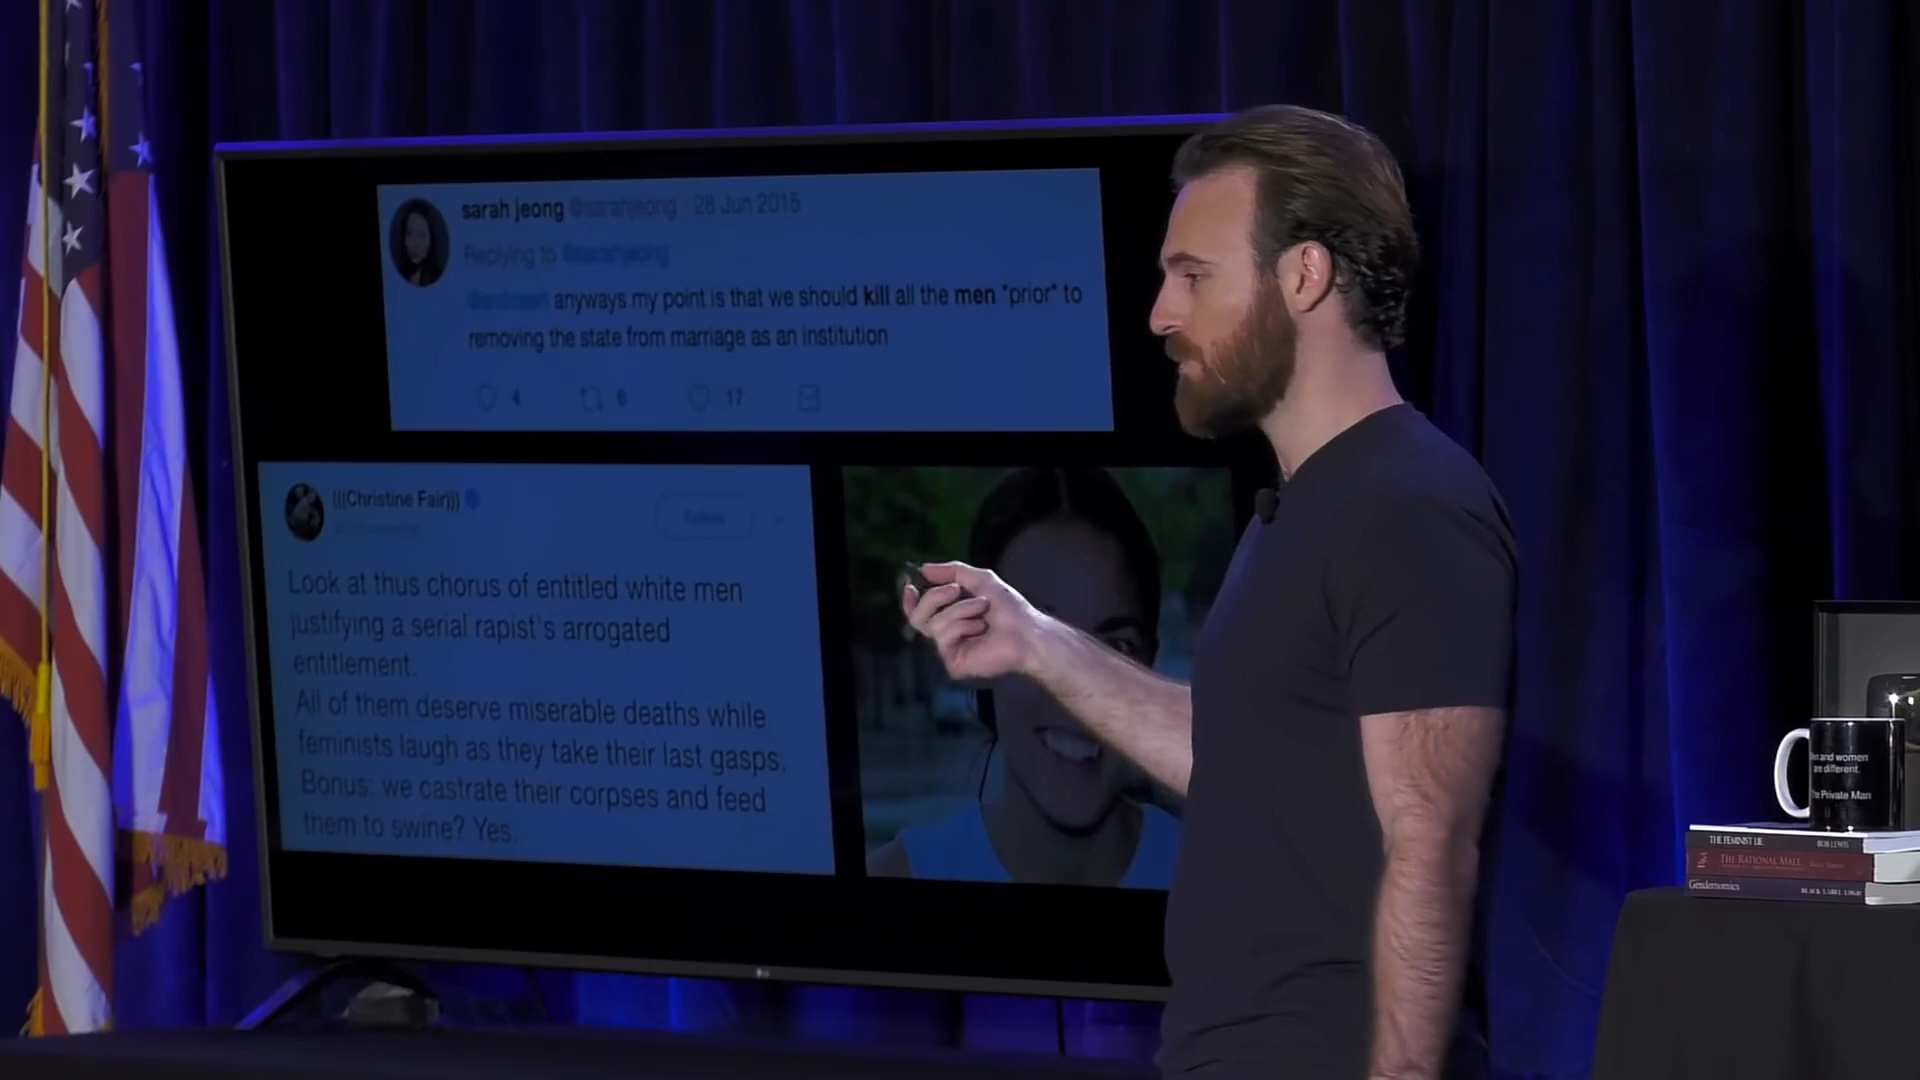 sarah jeong @sarahjeong · 28 Jun 2015
Replying to @sarahjeong
anyways my point is that we should kill all the men *prior* to
removing the state from marriage as an institution
4 6 17
(((Christine Fair)))
Follow
Look at thus chorus of entitled white men
justifying a serial rapist's arrogated
entitlement.
All of them deserve miserable deaths while
feminists laugh as they take their last gasps.
Bonus: we castrate their corpses and feed
them to swine? Yes.
LG
and women
are different.
Private Man
THE FEMINIST LIE BOB LEWIS
THE RATIONAL MALE
Gendernomics BLACK LABEL LOGIC